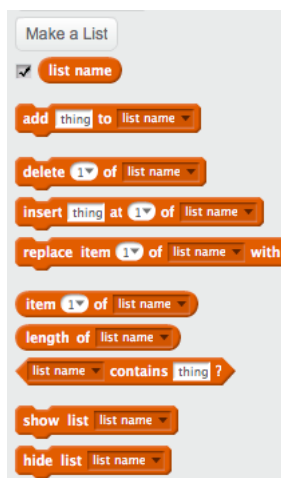 Make a List
list name
add thing to list name
delete 1 of list name
insert thing at 1 of list name
replace item 1 of list name with
item 1 of list name
length of list name
list name contains thing ?
show list list name
hide list list name